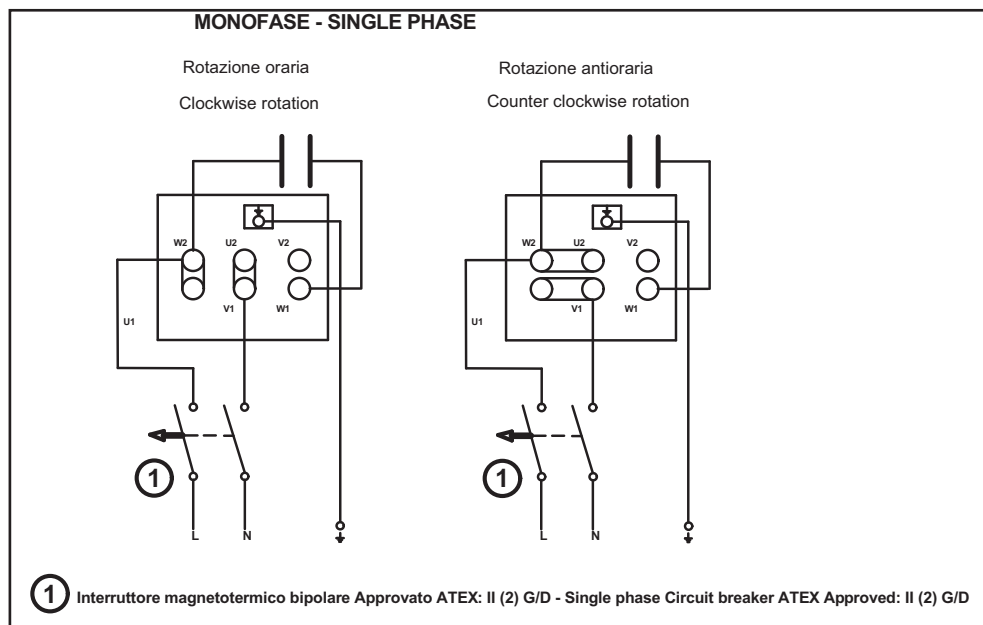 MONOFASE - SINGLE PHASE
Rotazione oraria
Clockwise rotation
W2 U2 V2
V1 W1
U1
1
L N
Rotazione antioraria
Counter clockwise rotation
W2 U2 V2
V1 W1
U1
1
L N
1 Interruttore magnetotermico bipolare Approvato ATEX: II (2) G/D - Single phase Circuit breaker ATEX Approved: II (2) G/D